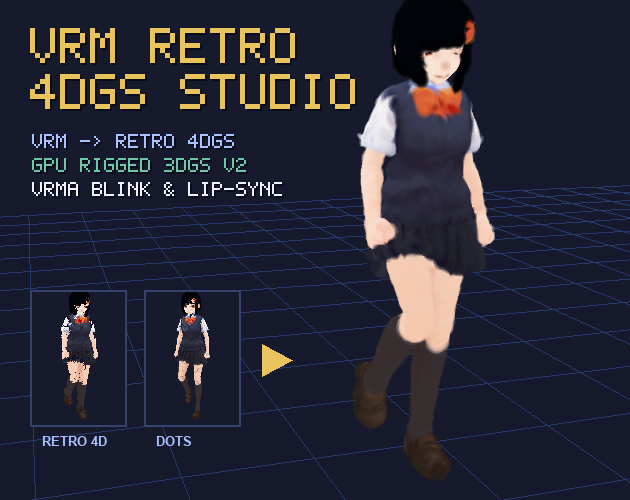 VRM RETRO
4DGS STUDIO
VRM -> RETRO 4DGS
GPU RIGGED 3DGS V2
VRMA BLINK & LIP-SYNC
RETRO 4D
DOTS